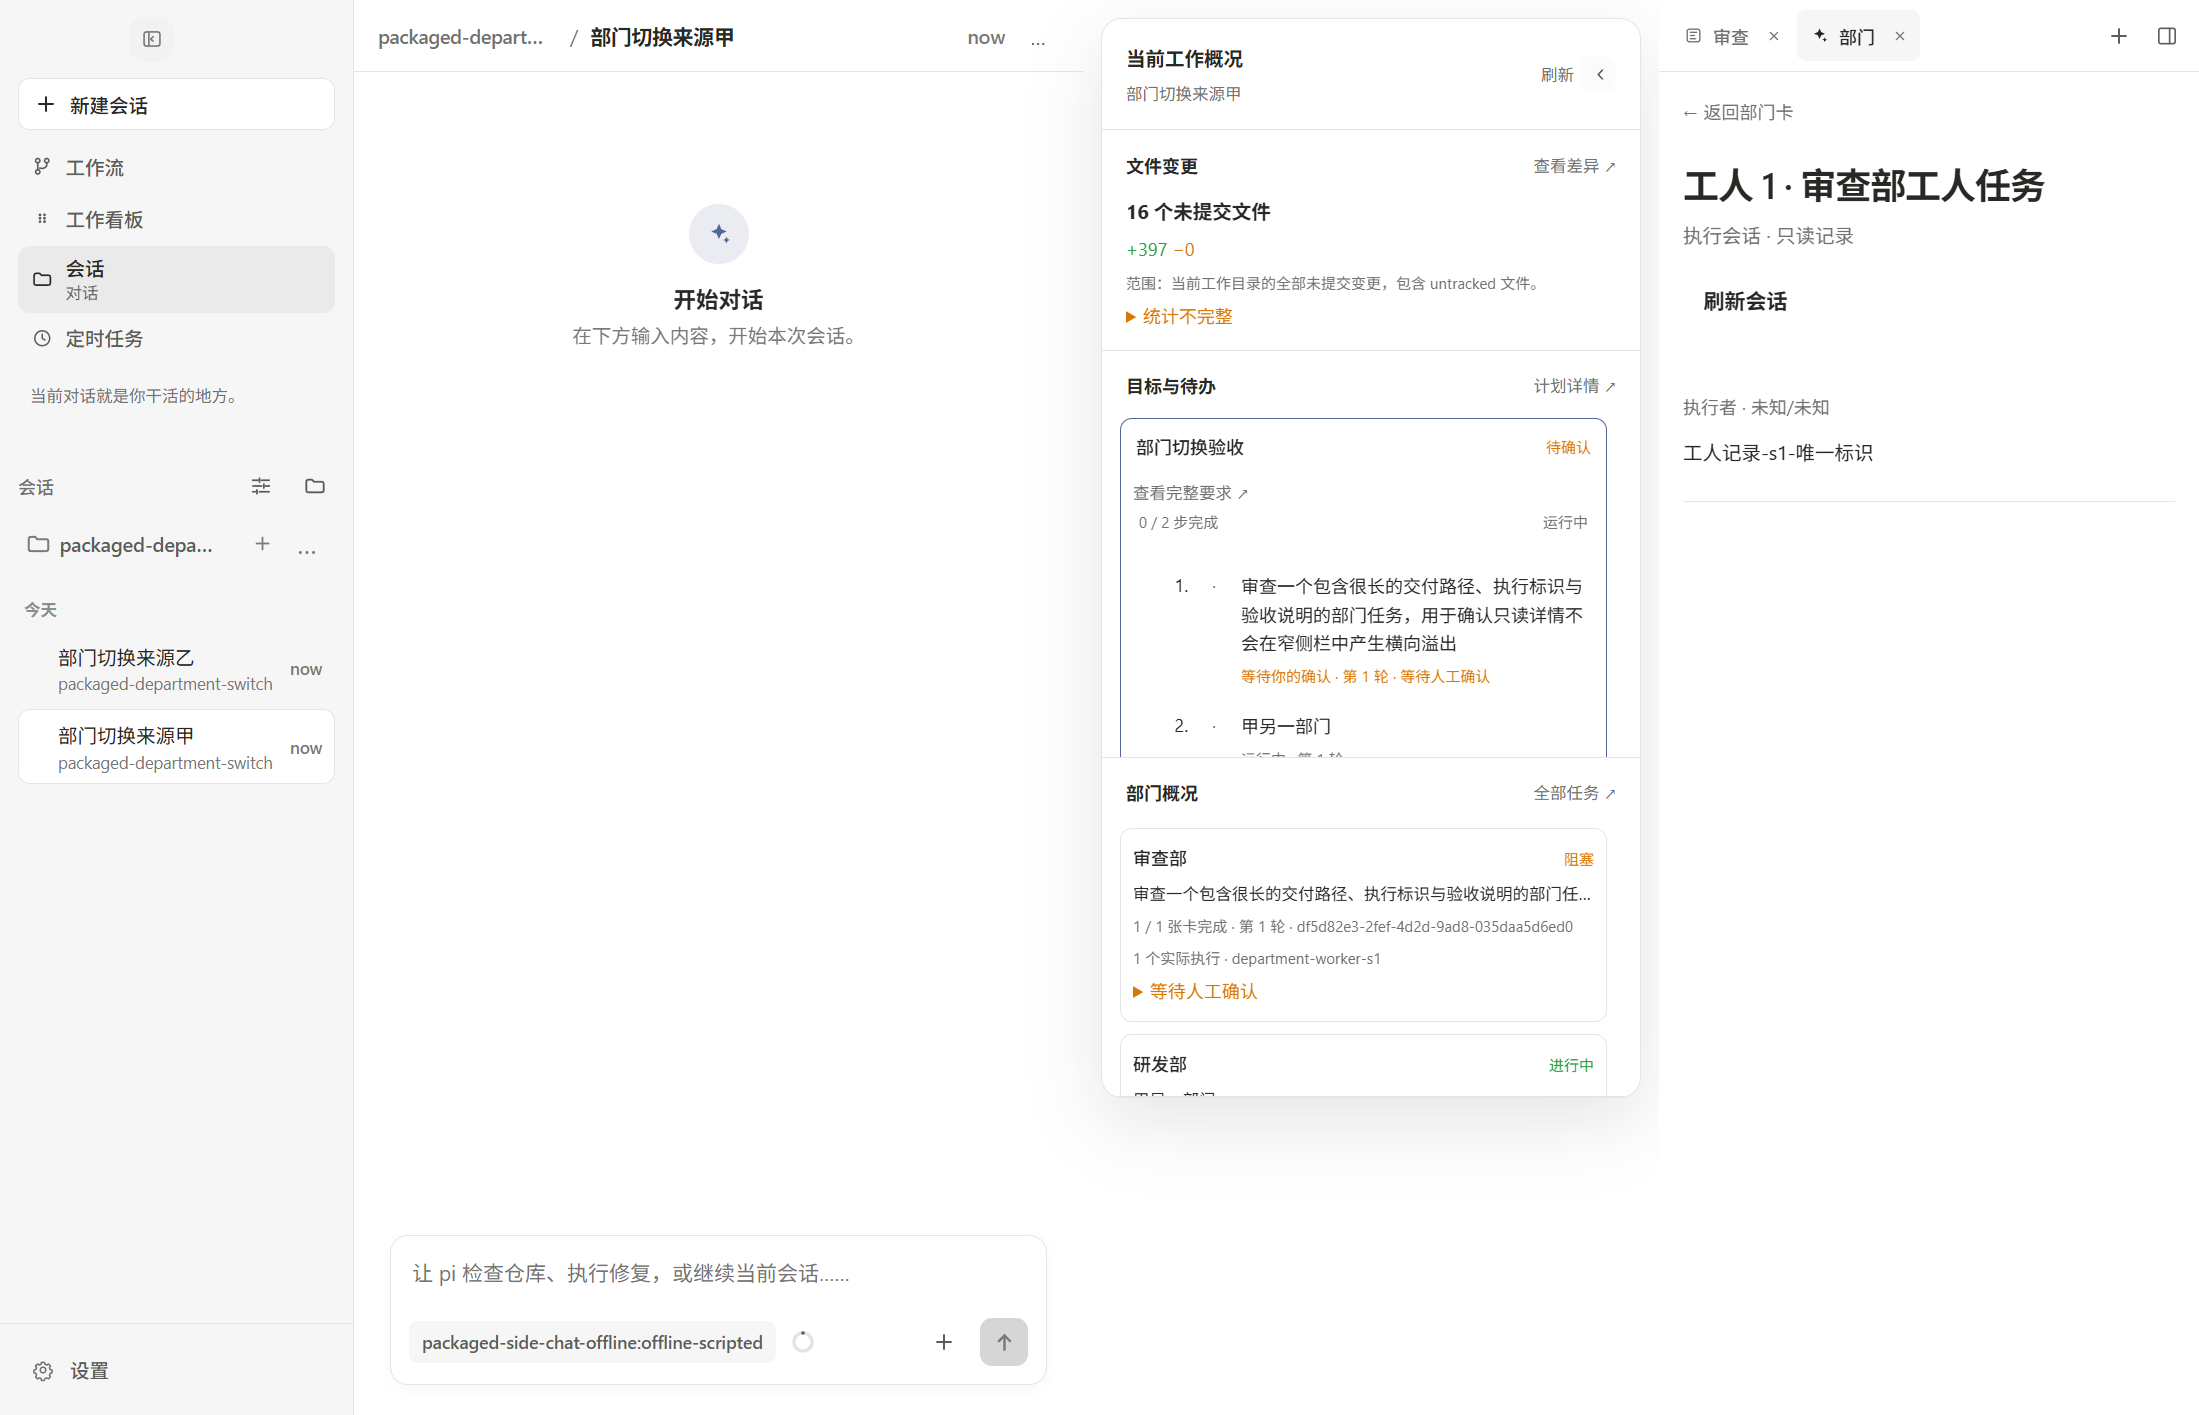 新建会话
工作流
工作看板
会话
对话
定时任务
当前对话就是你干活的地方。
会话
packaged-depa...
...
今天
部门切换来源乙
packaged-department-switch
now
部门切换来源甲
packaged-department-switch
now
设置
packaged-depart... / 部门切换来源甲
now
...
开始对话
在下方输入内容，开始本次会话。
让 pi 检查仓库、执行修复，或继续当前会话......
packaged-side-chat-offline:offline-scripted
当前工作概况
部门切换来源甲
刷新
文件变更
查看差异 ↗
16 个未提交文件
+397 −0
范围：当前工作目录的全部未提交变更，包含 untracked 文件。
▶ 统计不完整
目标与待办
计划详情 ↗
部门切换验收
待确认
查看完整要求 ↗
0 / 2 步完成
运行中
1. · 审查一个包含很长的交付路径、执行标识与
验收说明的部门任务，用于确认只读详情不
会在窄侧栏中产生横向溢出
等待你的确认 · 第 1 轮 · 等待人工确认
2. · 甲另一部门
部门概况
全部任务 ↗
审查部
阻塞
审查一个包含很长的交付路径、执行标识与验收说明的部门任...
1 / 1 张卡完成 · 第 1 轮 · df5d82e3-2fef-4d2d-9ad8-035daa5d6ed0
1 个实际执行 · department-worker-s1
▶ 等待人工确认
研发部
进行中
审查
部门
← 返回部门卡
工人 1 · 审查部工人任务
执行会话 · 只读记录
刷新会话
执行者 · 未知/未知
工人记录-s1-唯一标识